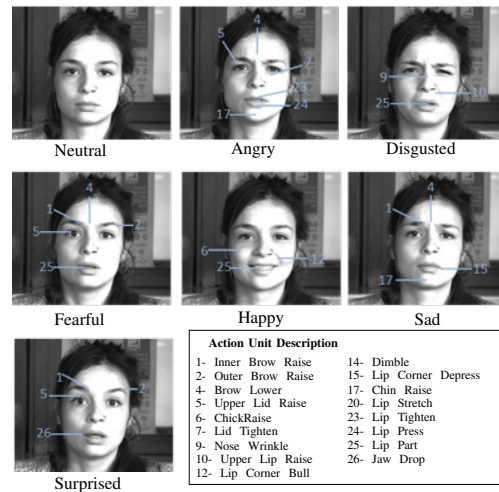 4
5
7
23
24
17
9
10
25
Neutral
Angry
Disgusted
4
1
2
5
25
6
12
25
4
1
15
17
Fearful
Happy
Sad
1
2
5
26
Surprised
Action Unit Description
1- Inner Brow Raise
2- Outer Brow Raise
4- Brow Lower
5- Upper Lid Raise
6- ChickRaise
7- Lid Tighten
9- Nose Wrinkle
10- Upper Lip Raise
12- Lip Corner Bull
14- Dimble
15- Lip Corner Depress
17- Chin Raise
20- Lip Stretch
23- Lip Tighten
24- Lip Press
25- Lip Part
26- Jaw Drop